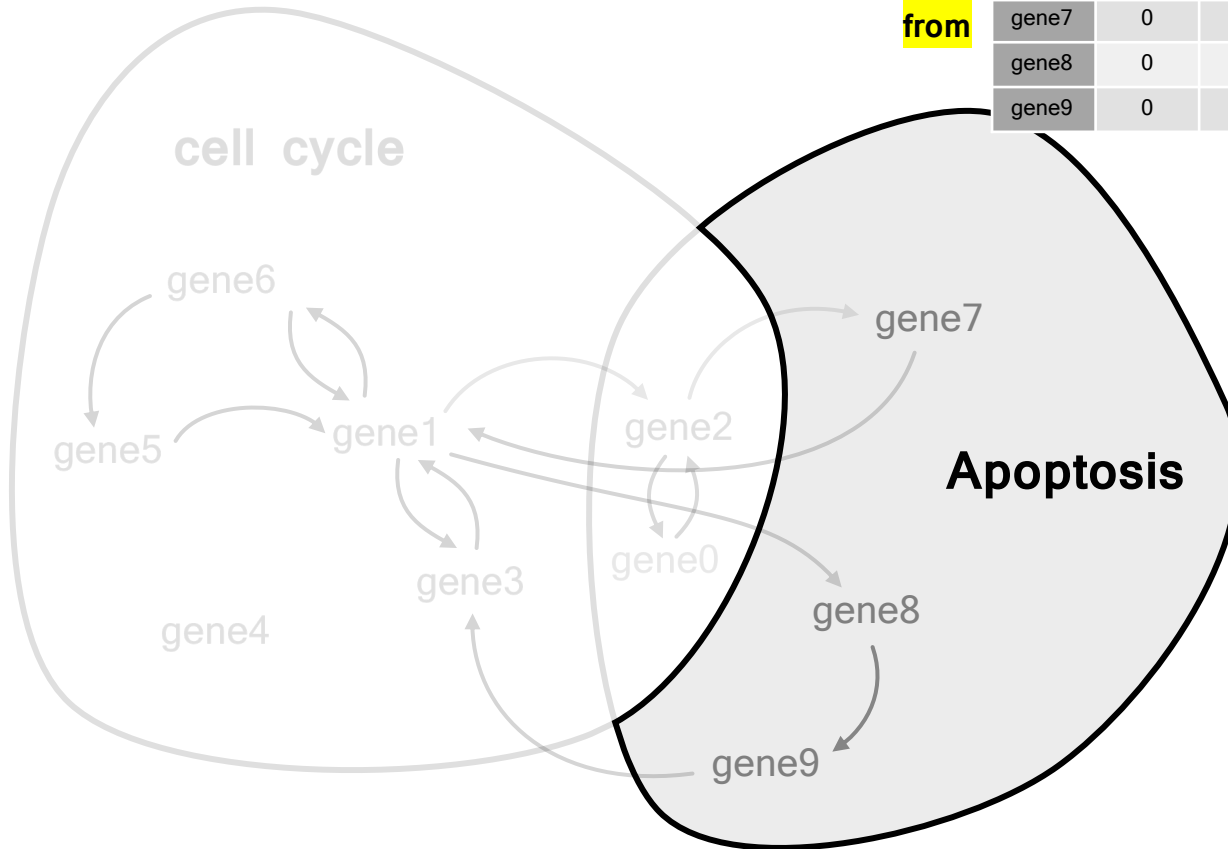 from
gene7 0
gene8 0
gene9 0
cell cycle
gene6
gene7
gene5
gene1
gene2
Apoptosis
gene0
gene3
gene8
gene4
gene9